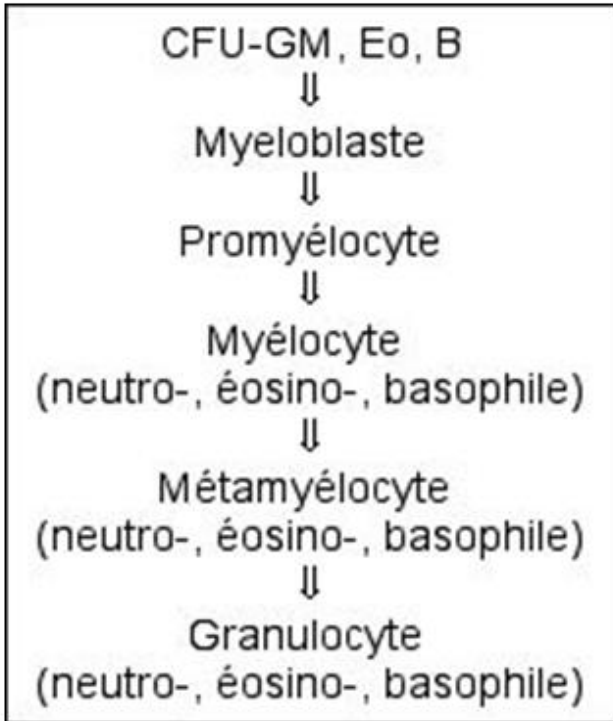 CFU-GM, Eo, B
⇓
Myeloblaste
⇓
Promyélocyte
⇓
Myélocyte
(neutro-, éosino-, basophile)
⇓
Métamyélocyte
(neutro-, éosino-, basophile)
⇓
Granulocyte
(neutro-, éosino-, basophile)